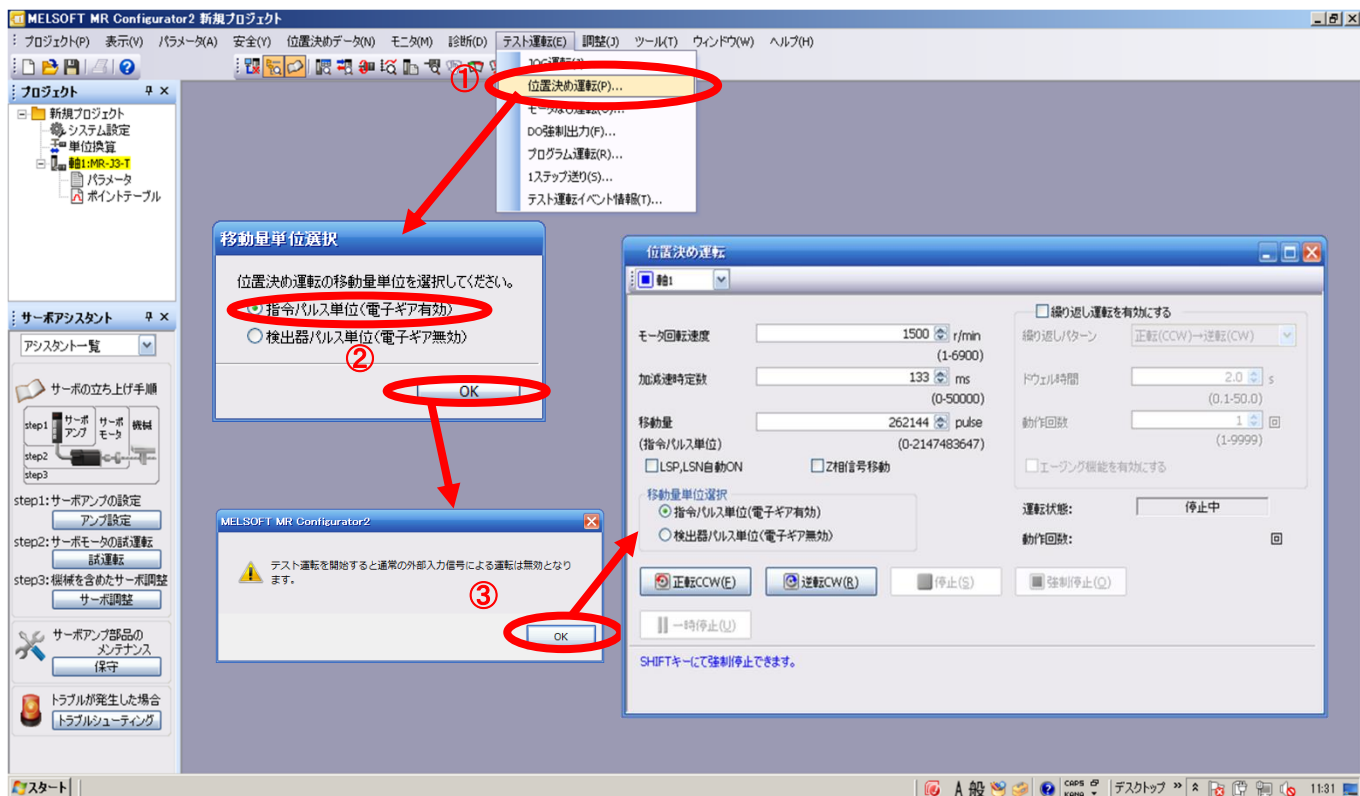 MELSOFT MR Configurator2 新規プロジェクト
プロジェクト(P) 表示(V) パラメータ(A) 安全(Y) 位置決めデータ(N) モニタ(M) 診断(D) テスト運転(E) 調整(J) ツール(T) ウィンドウ(W) ヘルプ(H)
①
位置決め運転(P)...
DO強制出力(F)...
プログラム運転(R)...
1ステップ送り(S)...
テスト運転イベント情報(T)...
プロジェクト
新規プロジェクト
システム設定
単位換算
軸1:MR-J3-T
パラメータ
ポイントテーブル
サーボアシスタント
アシスタント一覧
サーボの立ち上げ手順
step1 サーボアンプ サーボモータ 機械
step2
step3
step1:サーボアンプの設定
アンプ設定
step2:サーボモータの試運転
試運転
step3:機械を含めたサーボ調整
サーボ調整
サーボアンプ部品の
メンテナンス
保守
トラブルが発生した場合
トラブルシューティング
移動量単位選択
位置決め運転の移動量単位を選択してください。
指令パルス単位(電子ギア有効)
検出器パルス単位(電子ギア無効)
②
OK
MELSOFT MR Configurator2
テスト運転を開始すると通常の外部入力信号による運転は無効となり
ます。
③
OK
位置決め運転
軸1
モータ回転速度 1500 r/min
(1-6900)
加減速時定数 133 ms
(0-50000)
移動量 262144 pulse
(指令パルス単位) (0-2147483647)
LSP,LSN自動ON Z相信号移動
移動量単位選択
指令パルス単位(電子ギア有効)
検出器パルス単位(電子ギア無効)
繰り返し運転を有効にする
繰り返しパターン 正転(CCW)→逆転(CW)
ドウェル時間 2.0 s
(0.1-50.0)
動作回数 1 回
(1-9999)
エージング機能を有効にする
運転状態: 停止中
動作回数: 回
正転CCW(F) 逆転CW(R) 停止(S) 強制停止(O)
一時停止(U)
SHIFTキーにて強制停止できます。
スタート
A 般 CAPS KANA デスクトップ » 11:31